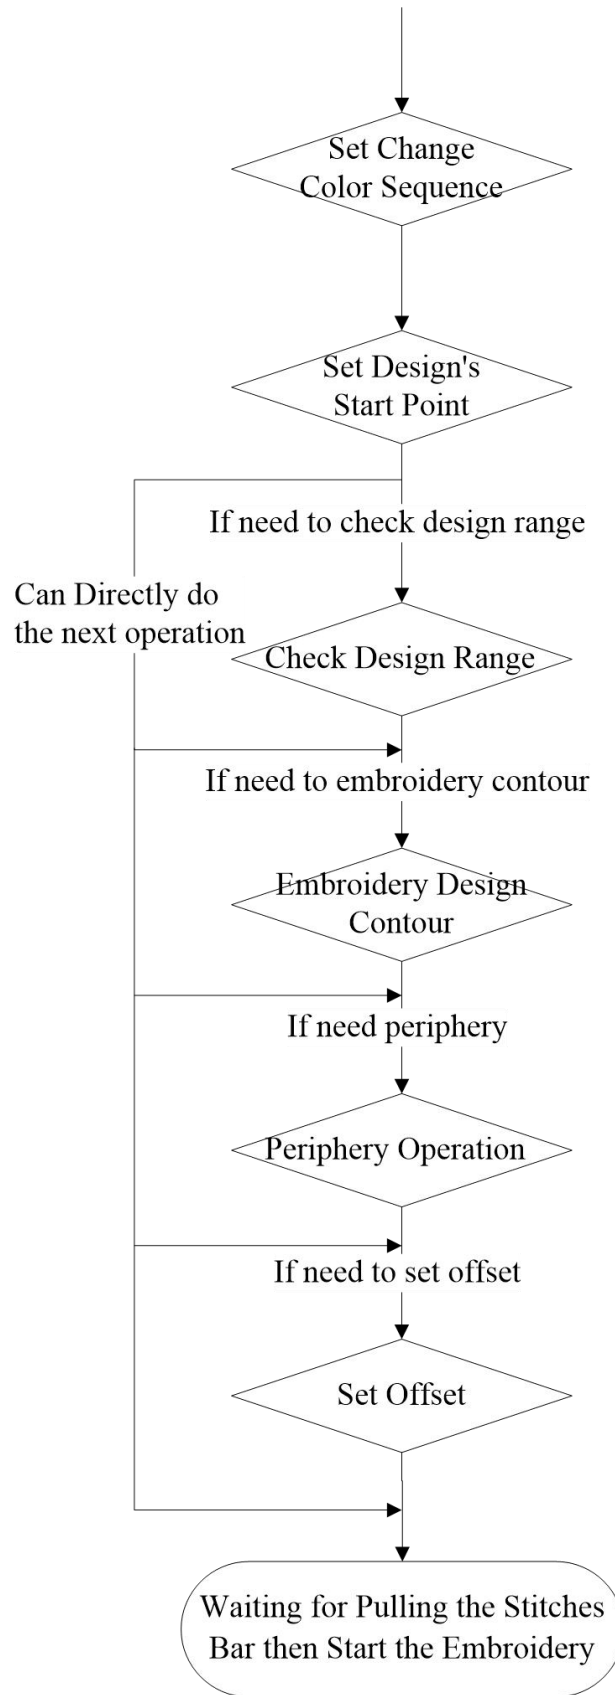 Set Change
Color Sequence
Set Design's
Start Point
If need to check design range
Can Directly do
the next operation
Check Design Range
If need to embroidery contour
Embroidery Design
Contour
If need periphery
Periphery Operation
If need to set offset
Set Offset
Waiting for Pulling the Stitches
Bar then Start the Embroidery